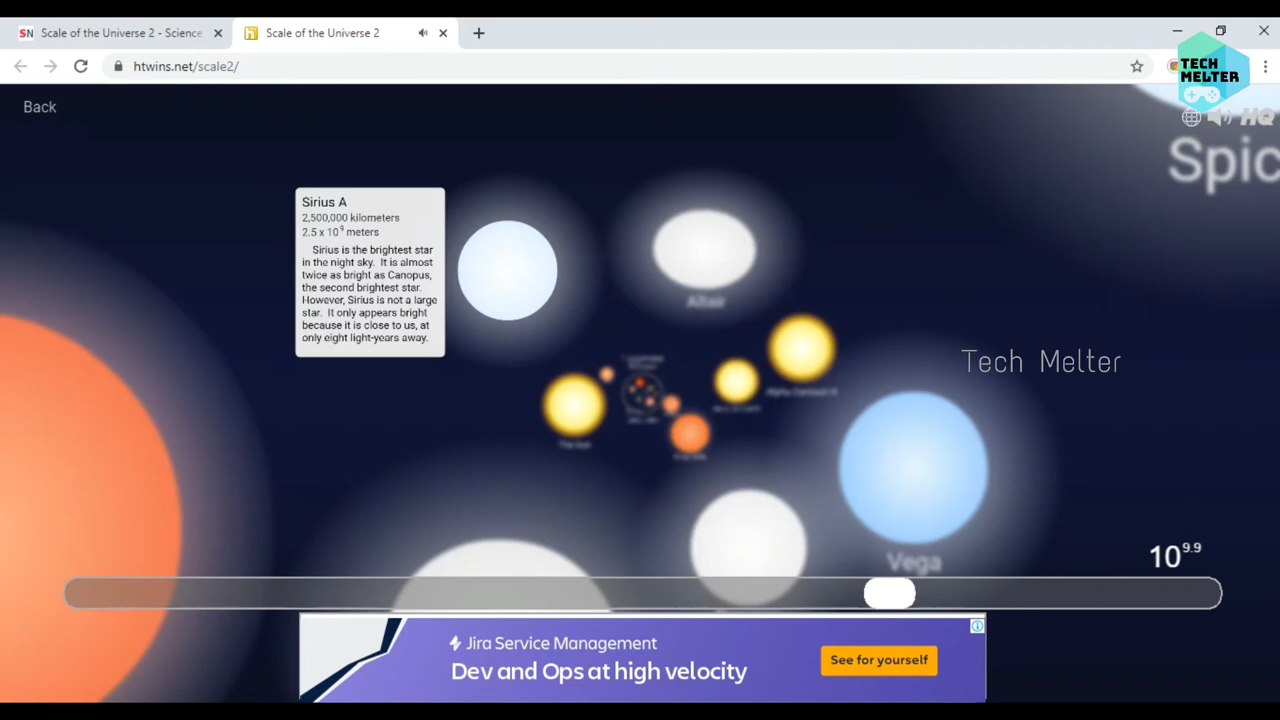 SN Scale of the Universe 2 - Science
Scale of the Universe 2
htwins.net/scale2/
TECH
MELTER
Back
HQ
Spic
Sirius A
2,500,000 kilometers
2.5 x 10⁹ meters
Sirius is the brightest star
in the night sky. It is almost
twice as bright as Canopus,
the second brightest star.
However, Sirius is not a large
star. It only appears bright
because it is close to us, at
only eight light-years away.
Altair
Tech Melter
The Sun
Vega
10⁹·⁹
Jira Service Management
Dev and Ops at high velocity
See for yourself